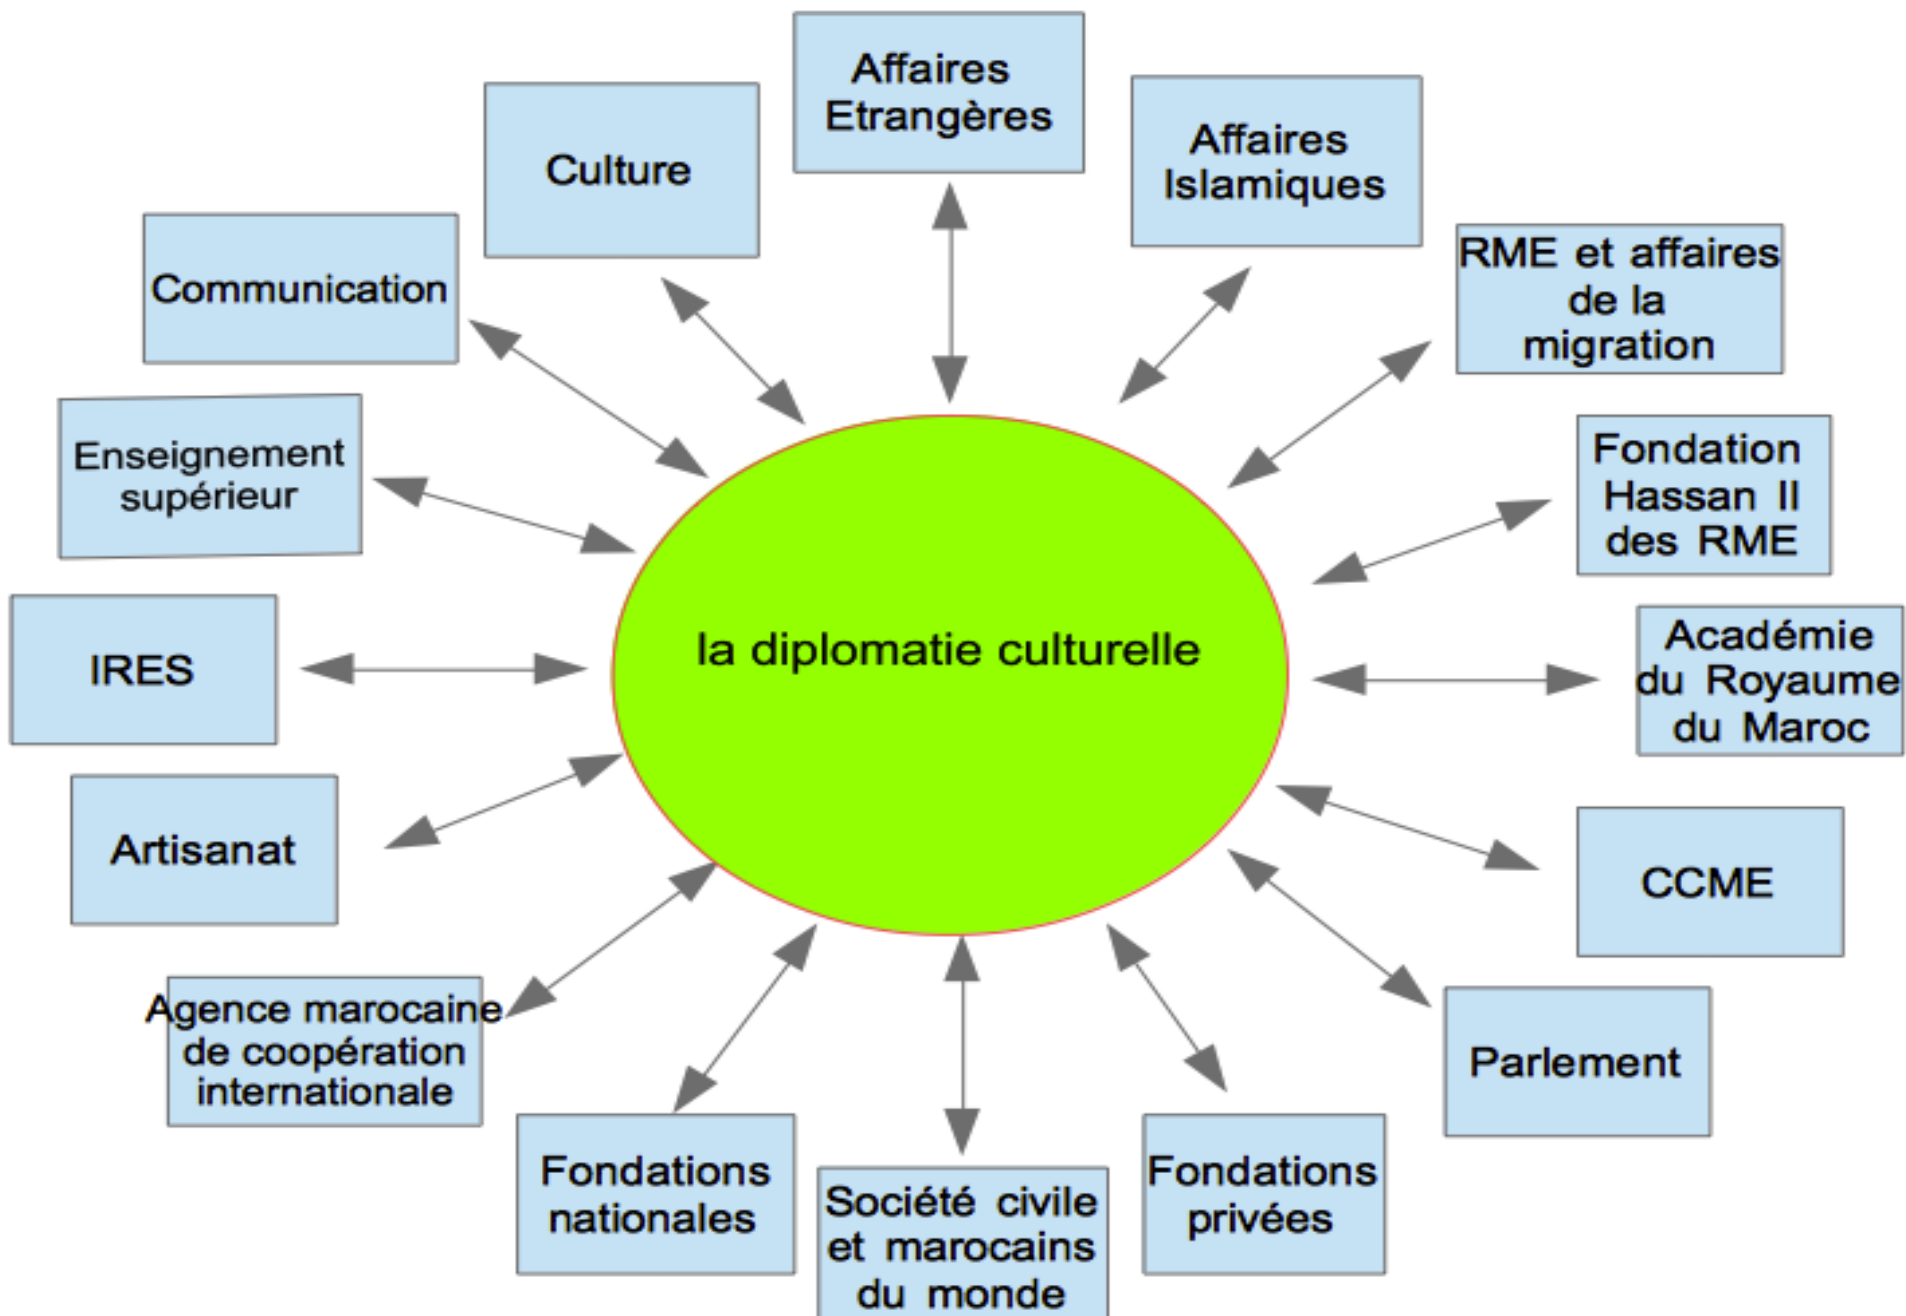 Affaires
Etrangères
Affaires
Islamiques
Culture
RME et affaires
de la
migration
Communication
Enseignement
supérieur
Fondation
Hassan II
des RME
la diplomatie culturelle
IRES
Académie
du Royaume
du Maroc
Artisanat
CCME
Agence marocaine
de coopération
internationale
Parlement
Fondations
nationales
Société civile
et marocains
du monde
Fondations
privées